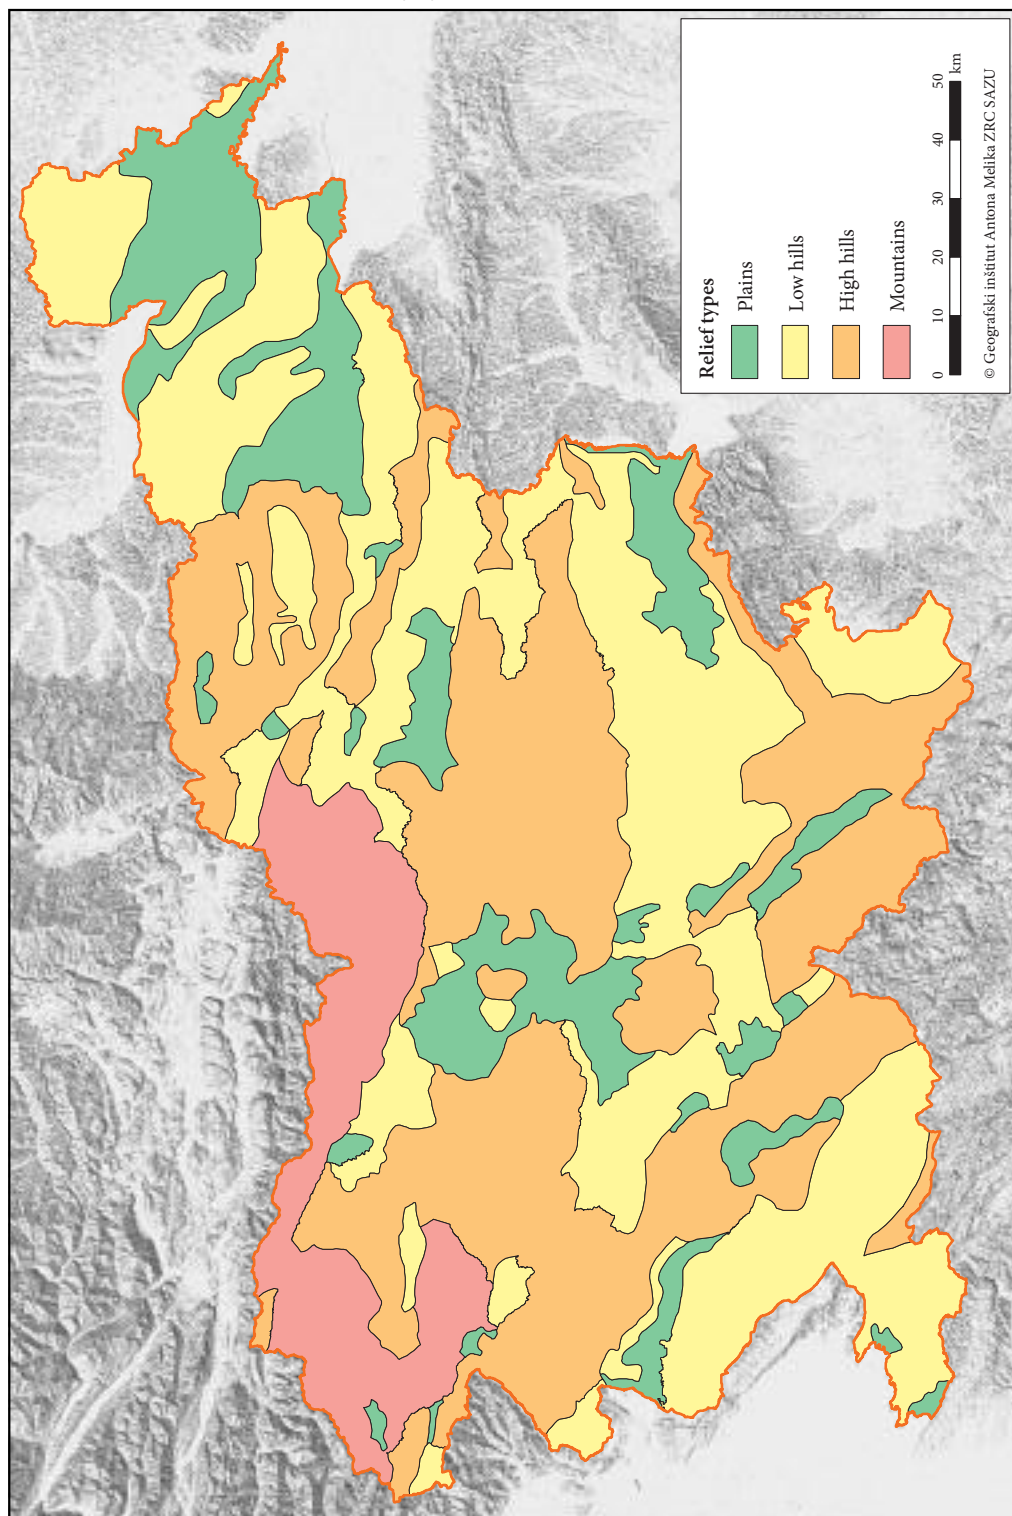 Relief types
Plains
Low hills
High hills
Mountains
0 10 20 30 40 50
km
© Geografski inštitut Antona Melika ZRC SAZU